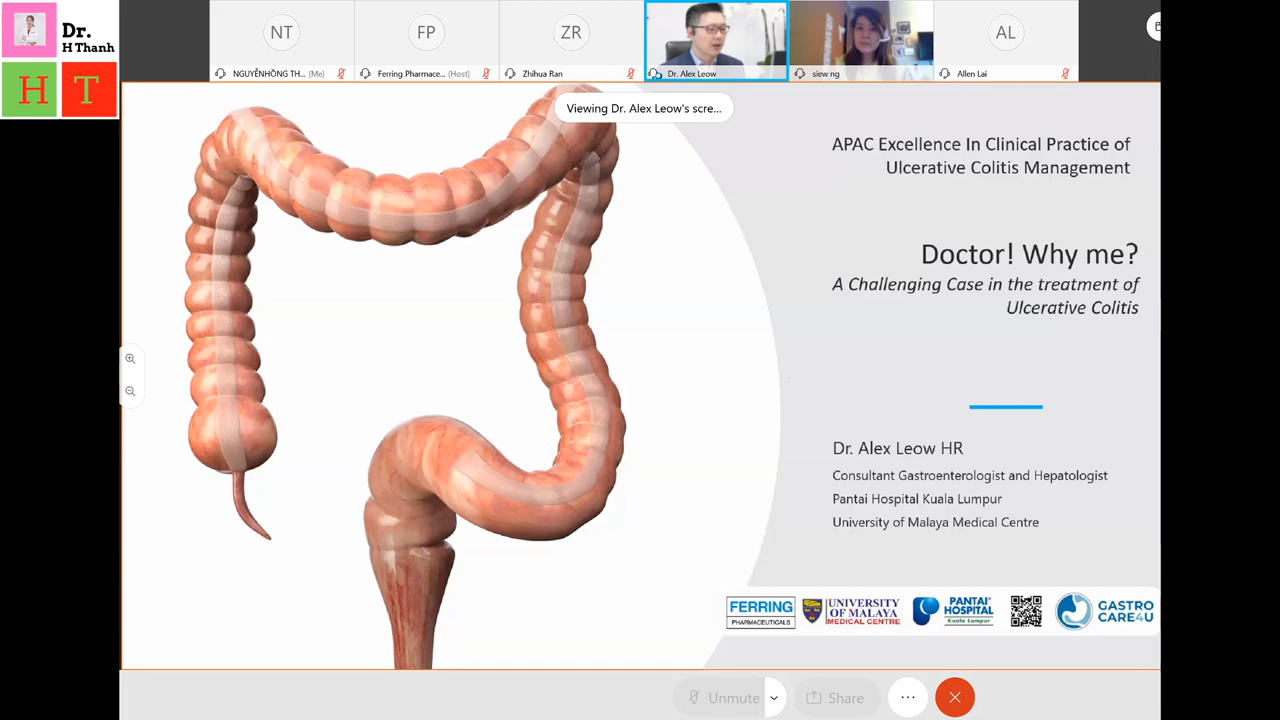 Dr.
H Thanh
H T
NT
FP
ZR
AL
NGUYỄNHỒNG TH... (Me)
Ferring Pharmace... (Host)
Zhihua Ran
Dr. Alex Leow
siew ng
Allen Lai
Viewing Dr. Alex Leow's scre...
APAC Excellence In Clinical Practice of
Ulcerative Colitis Management
Doctor! Why me?
A Challenging Case in the treatment of
Ulcerative Colitis
Dr. Alex Leow HR
Consultant Gastroenterologist and Hepatologist
Pantai Hospital Kuala Lumpur
University of Malaya Medical Centre
FERRING
PHARMACEUTICALS
UNIVERSITY
OF MALAYA
MEDICAL CENTRE
PANTAI
HOSPITAL
Kuala Lumpur
GASTRO
CARE4U
Unmute
Share